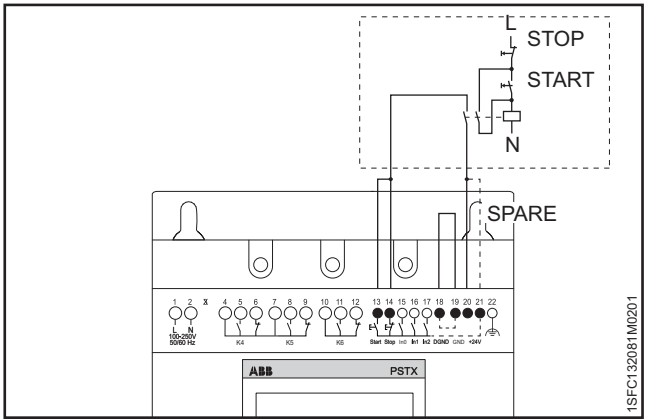 L
STOP
START
N
SPARE
1 2 4 5 6 7 8 9 10 11 12 13 14 15 16 17 18 19 20 21 22
L N
100-250V
50/60 Hz
K4 K5 K6 Start Stop In0 In1 In2 DGND GND +24V
ABB PSTX
1SFC132081M0201